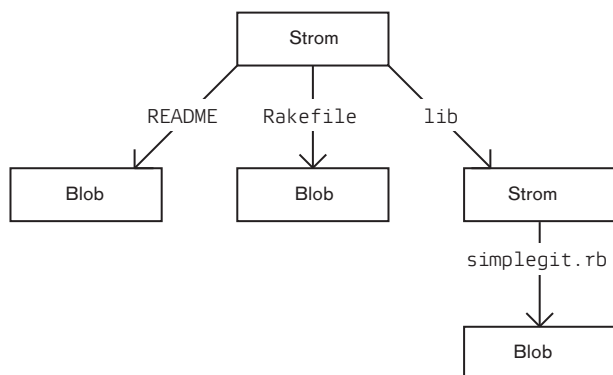 Strom
README Rakefile lib
Blob Blob Strom
simplegit.rb
Blob